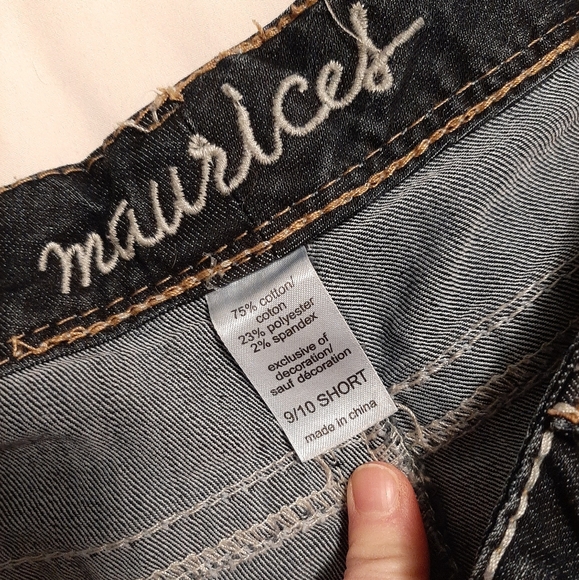 maurices
75% cotton/
coton
23% polyester
2% spandex
exclusive of
decoration/
sauf décoration
9/10 SHORT
made in china